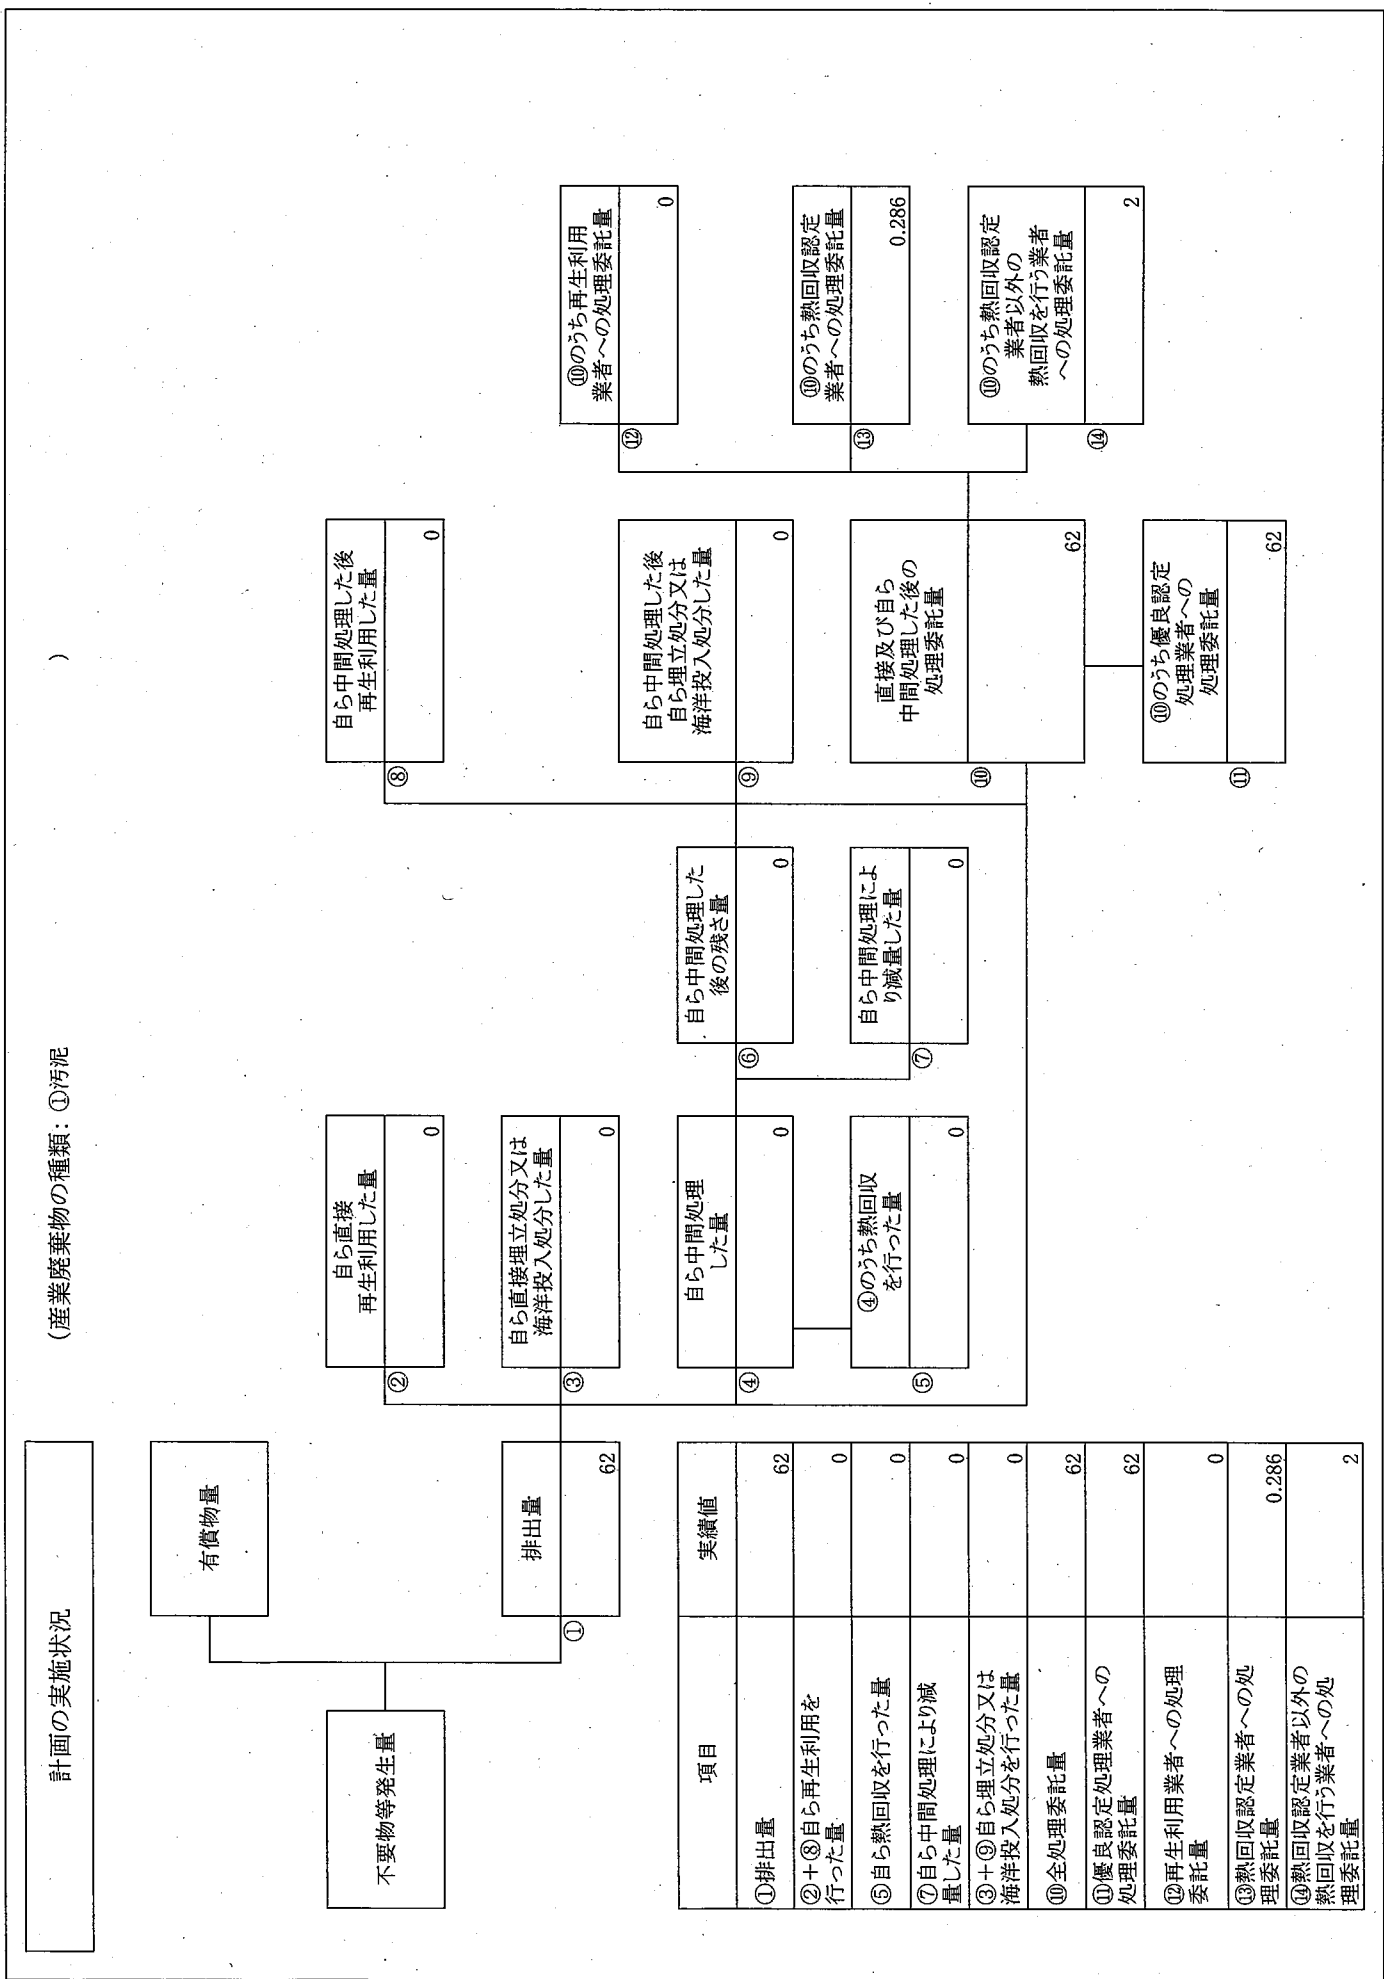 計画の実施状況
(産業廃棄物の種類: ①汚泥
)
不要物等発生量
有償物量
①
排出量
62
②
自ら直接
再生利用した量
0
③
自ら直接埋立処分又は
海洋投入処分した量
0
④
自ら中間処理
した量
0
⑤
④のうち熱回収
を行った量
0
⑥
自ら中間処理した
後の残さ量
0
⑦
自ら中間処理によ
り減量した量
0
⑧
自ら中間処理した後
再生利用した量
0
⑨
自ら中間処理した後
自ら埋立処分又は
海洋投入処分した量
0
⑩
直接及び自ら
中間処理した後の
処理委託量
62
⑪
⑩のうち優良認定
処理業者への
処理委託量
62
⑫
⑩のうち再生利用
業者への処理委託量
0
⑬
⑩のうち熱回収認定
業者への処理委託量
0.286
⑭
⑩のうち熱回収認定
業者以外の
熱回収を行う業者
への処理委託量
2
項目
実績値
①排出量
62
②+⑧自ら再生利用を
行った量
0
⑤自ら熱回収を行った量
0
⑦自ら中間処理により減
量した量
0
③+⑨自ら埋立処分又は
海洋投入処分を行った量
0
⑩全処理委託量
62
⑪優良認定処理業者への
処理委託量
62
⑫再生利用業者への処理
委託量
0
⑬熱回収認定業者への処
理委託量
0.286
⑭熱回収認定業者以外の
熱回収を行う業者への処
理委託量
2